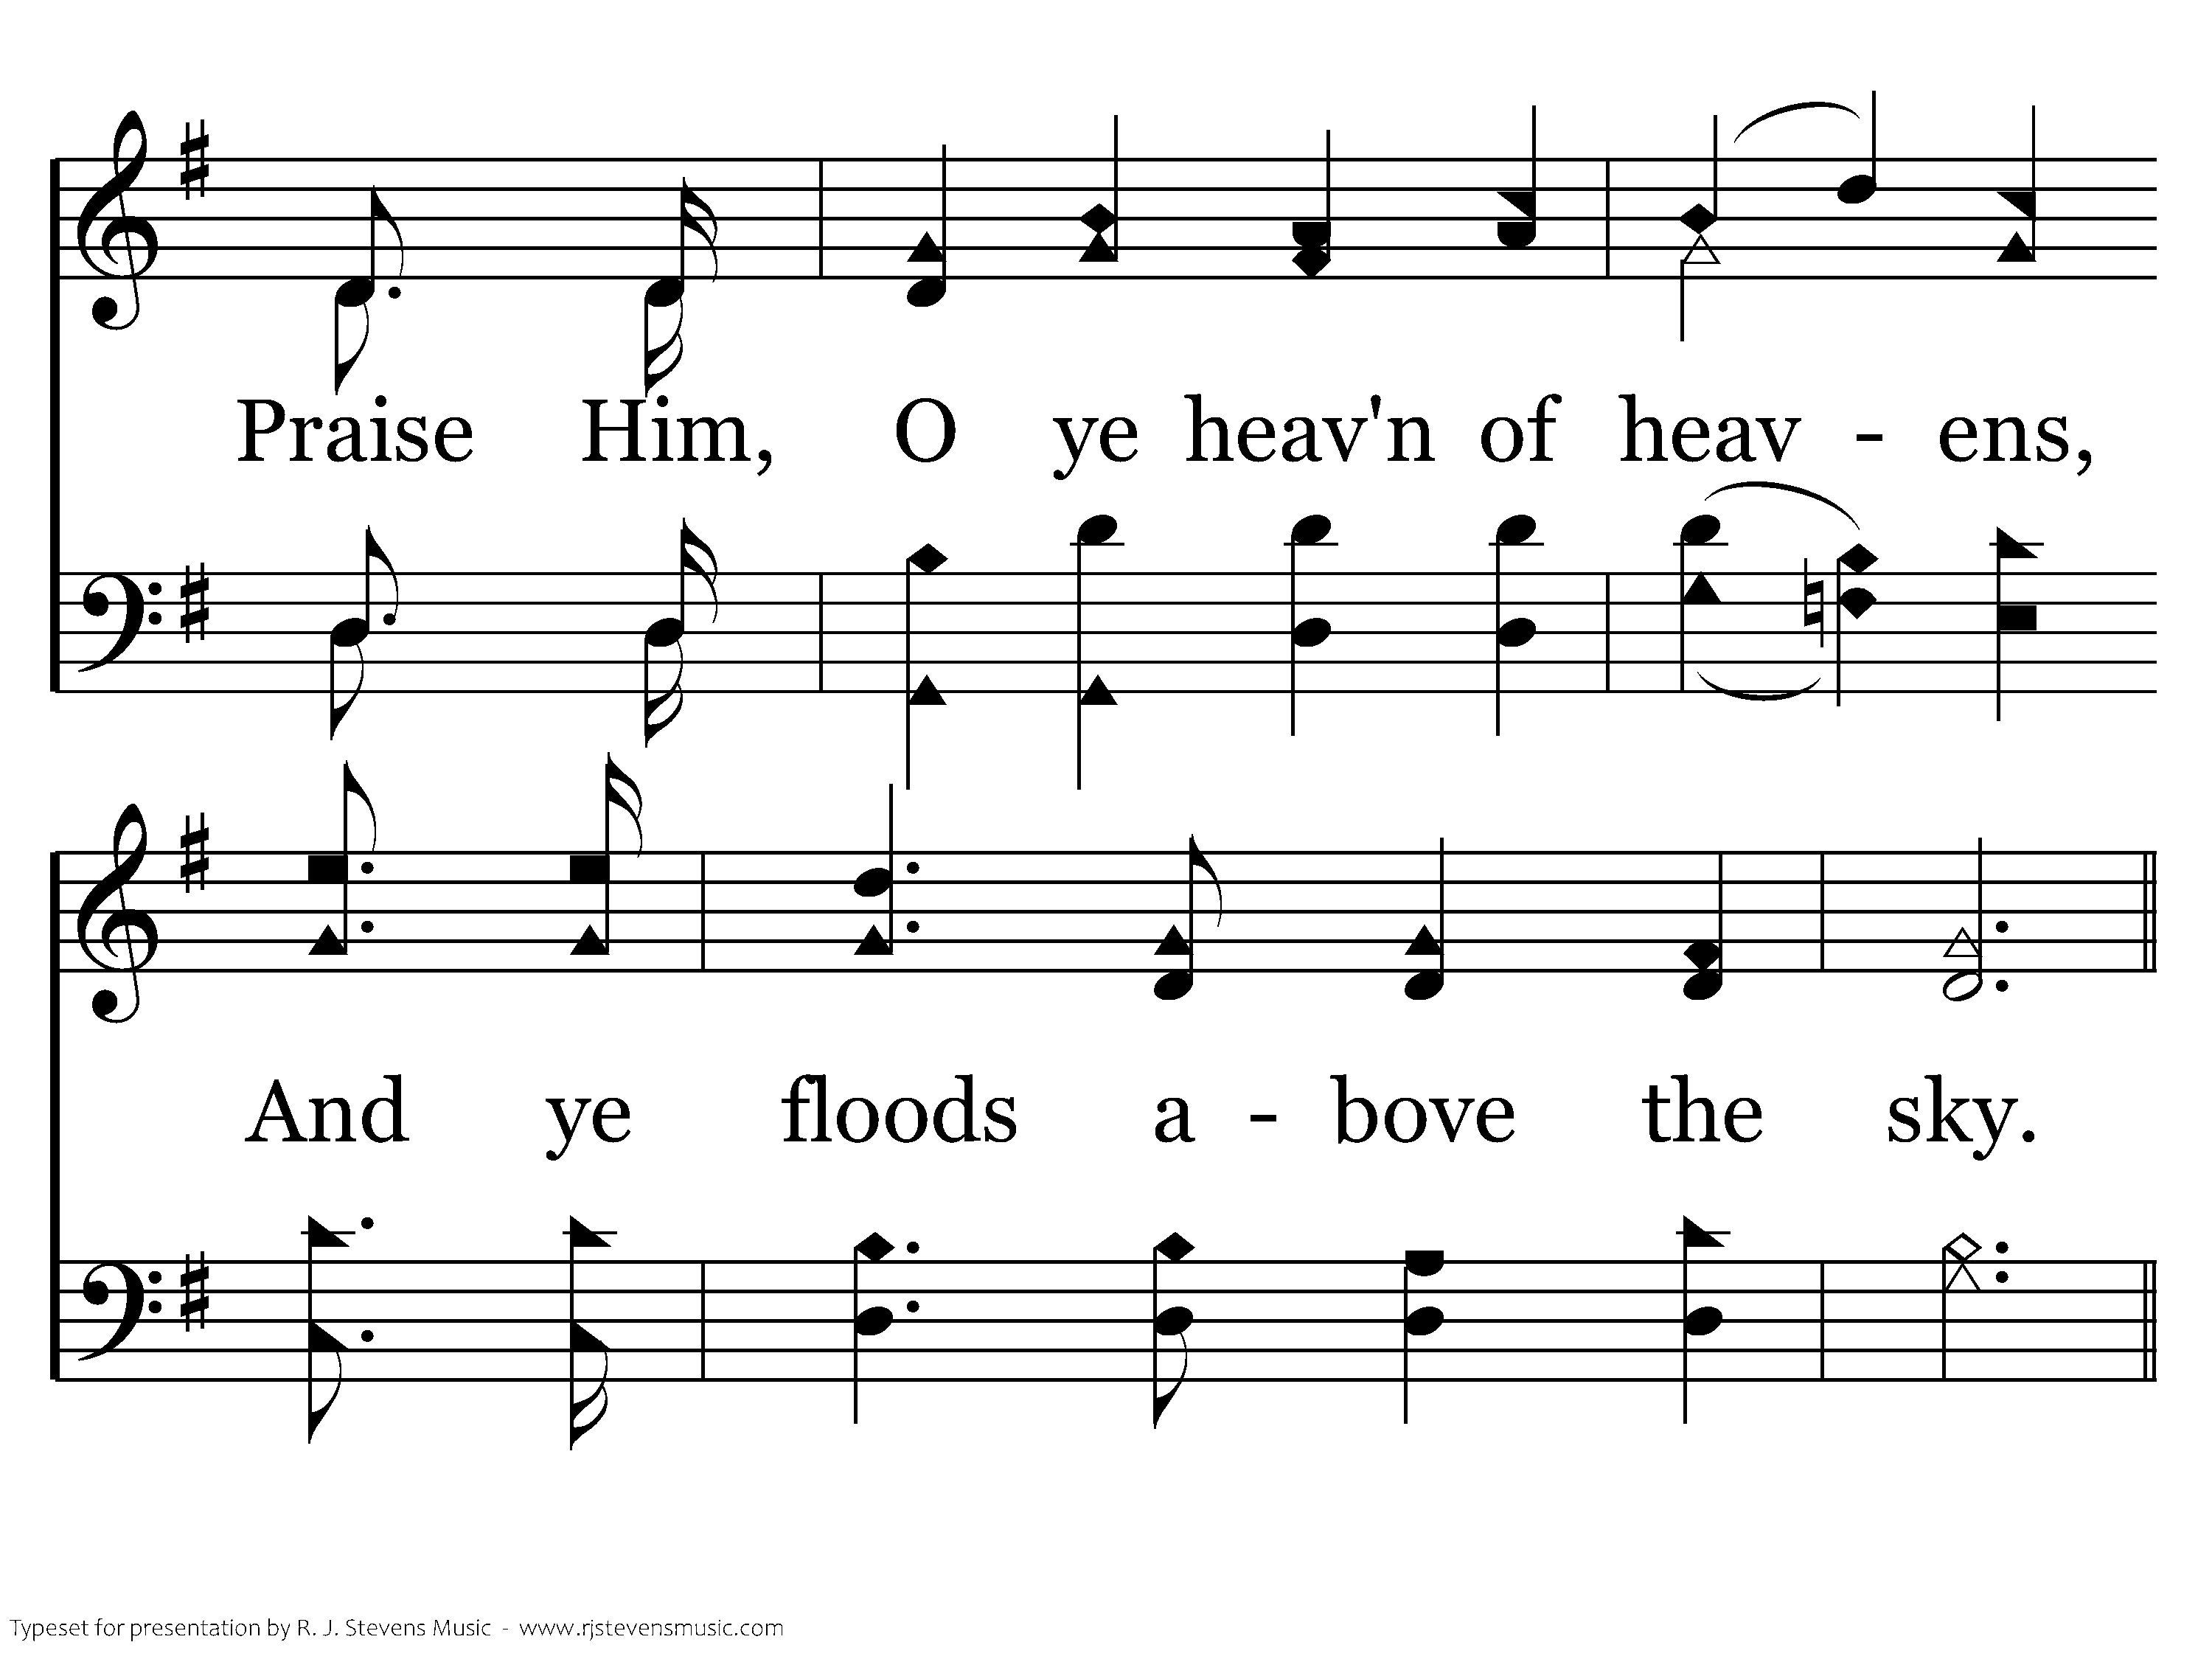 Praise Him, O ye heav'n of heav - ens,
And ye floods a - bove the sky.
Typeset for presentation by R. J. Stevens Music - www.rjstevensmusic.com